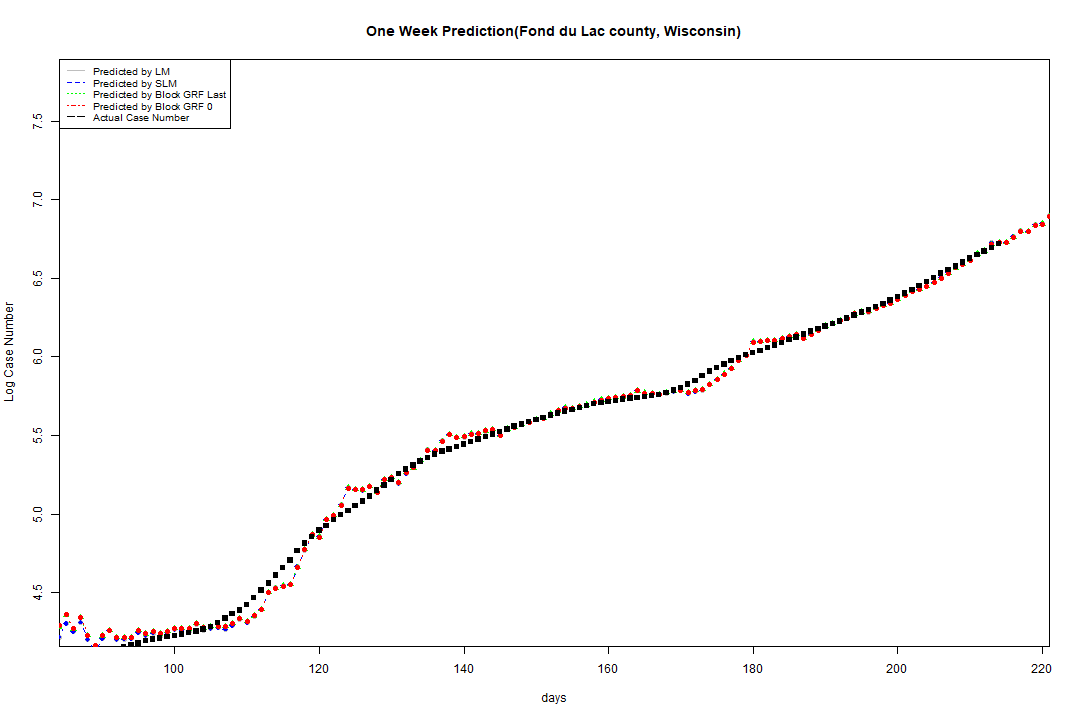 One Week Prediction(Fond du Lac county, Wisconsin)
Predicted by LM
Predicted by SLM
Predicted by Block GRF Last
Predicted by Block GRF 0
Actual Case Number
Log Case Number
7.5
7.0
6.5
6.0
5.5
5.0
4.5
100 120 140 160 180 200 220
days